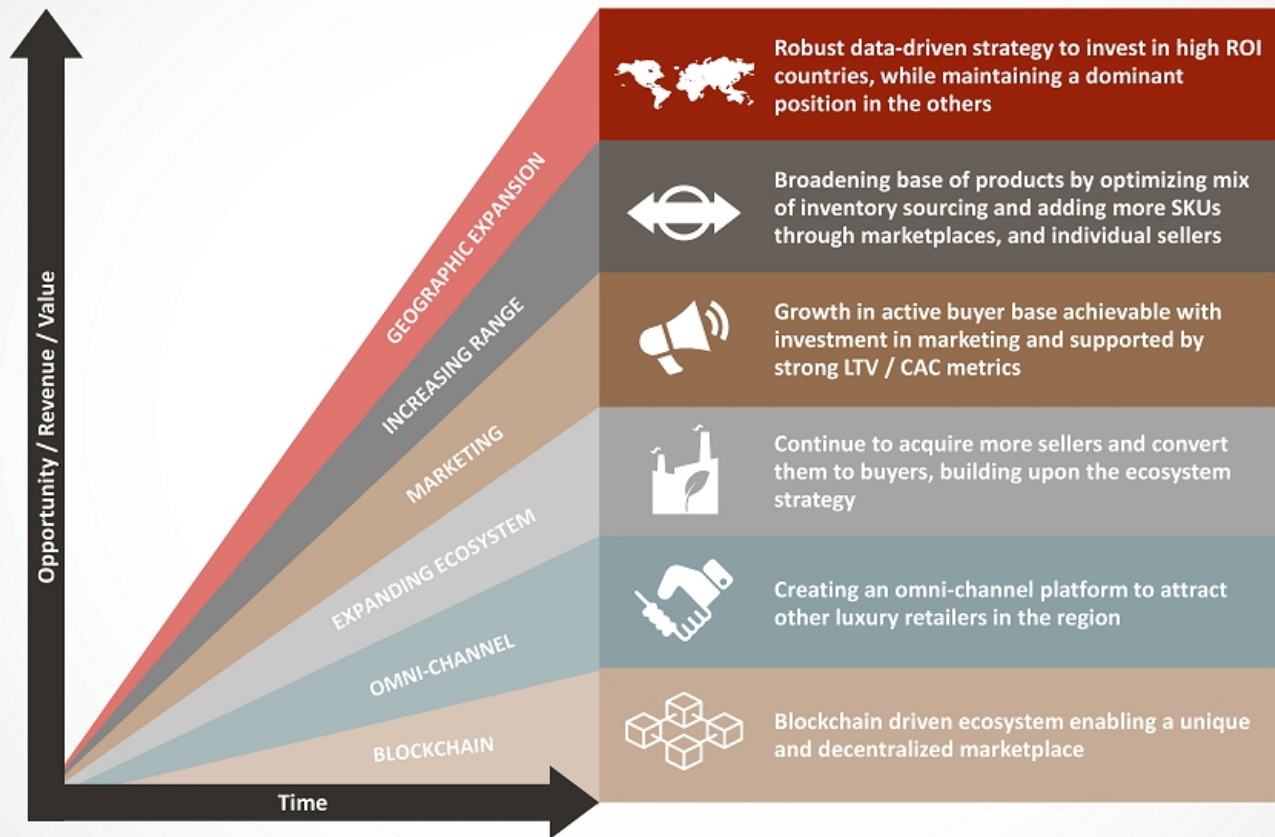 Opportunity / Revenue / Value
Time
GEOGRAPHIC EXPANSION
INCREASING RANGE
MARKETING
EXPANDING ECOSYSTEM
OMNI-CHANNEL
BLOCKCHAIN
Robust data-driven strategy to invest in high ROI
countries, while maintaining a dominant
position in the others
Broadening base of products by optimizing mix
of inventory sourcing and adding more SKUs
through marketplaces, and individual sellers
Growth in active buyer base achievable with
investment in marketing and supported by
strong LTV / CAC metrics
Continue to acquire more sellers and convert
them to buyers, building upon the ecosystem
strategy
Creating an omni-channel platform to attract
other luxury retailers in the region
Blockchain driven ecosystem enabling a unique
and decentralized marketplace